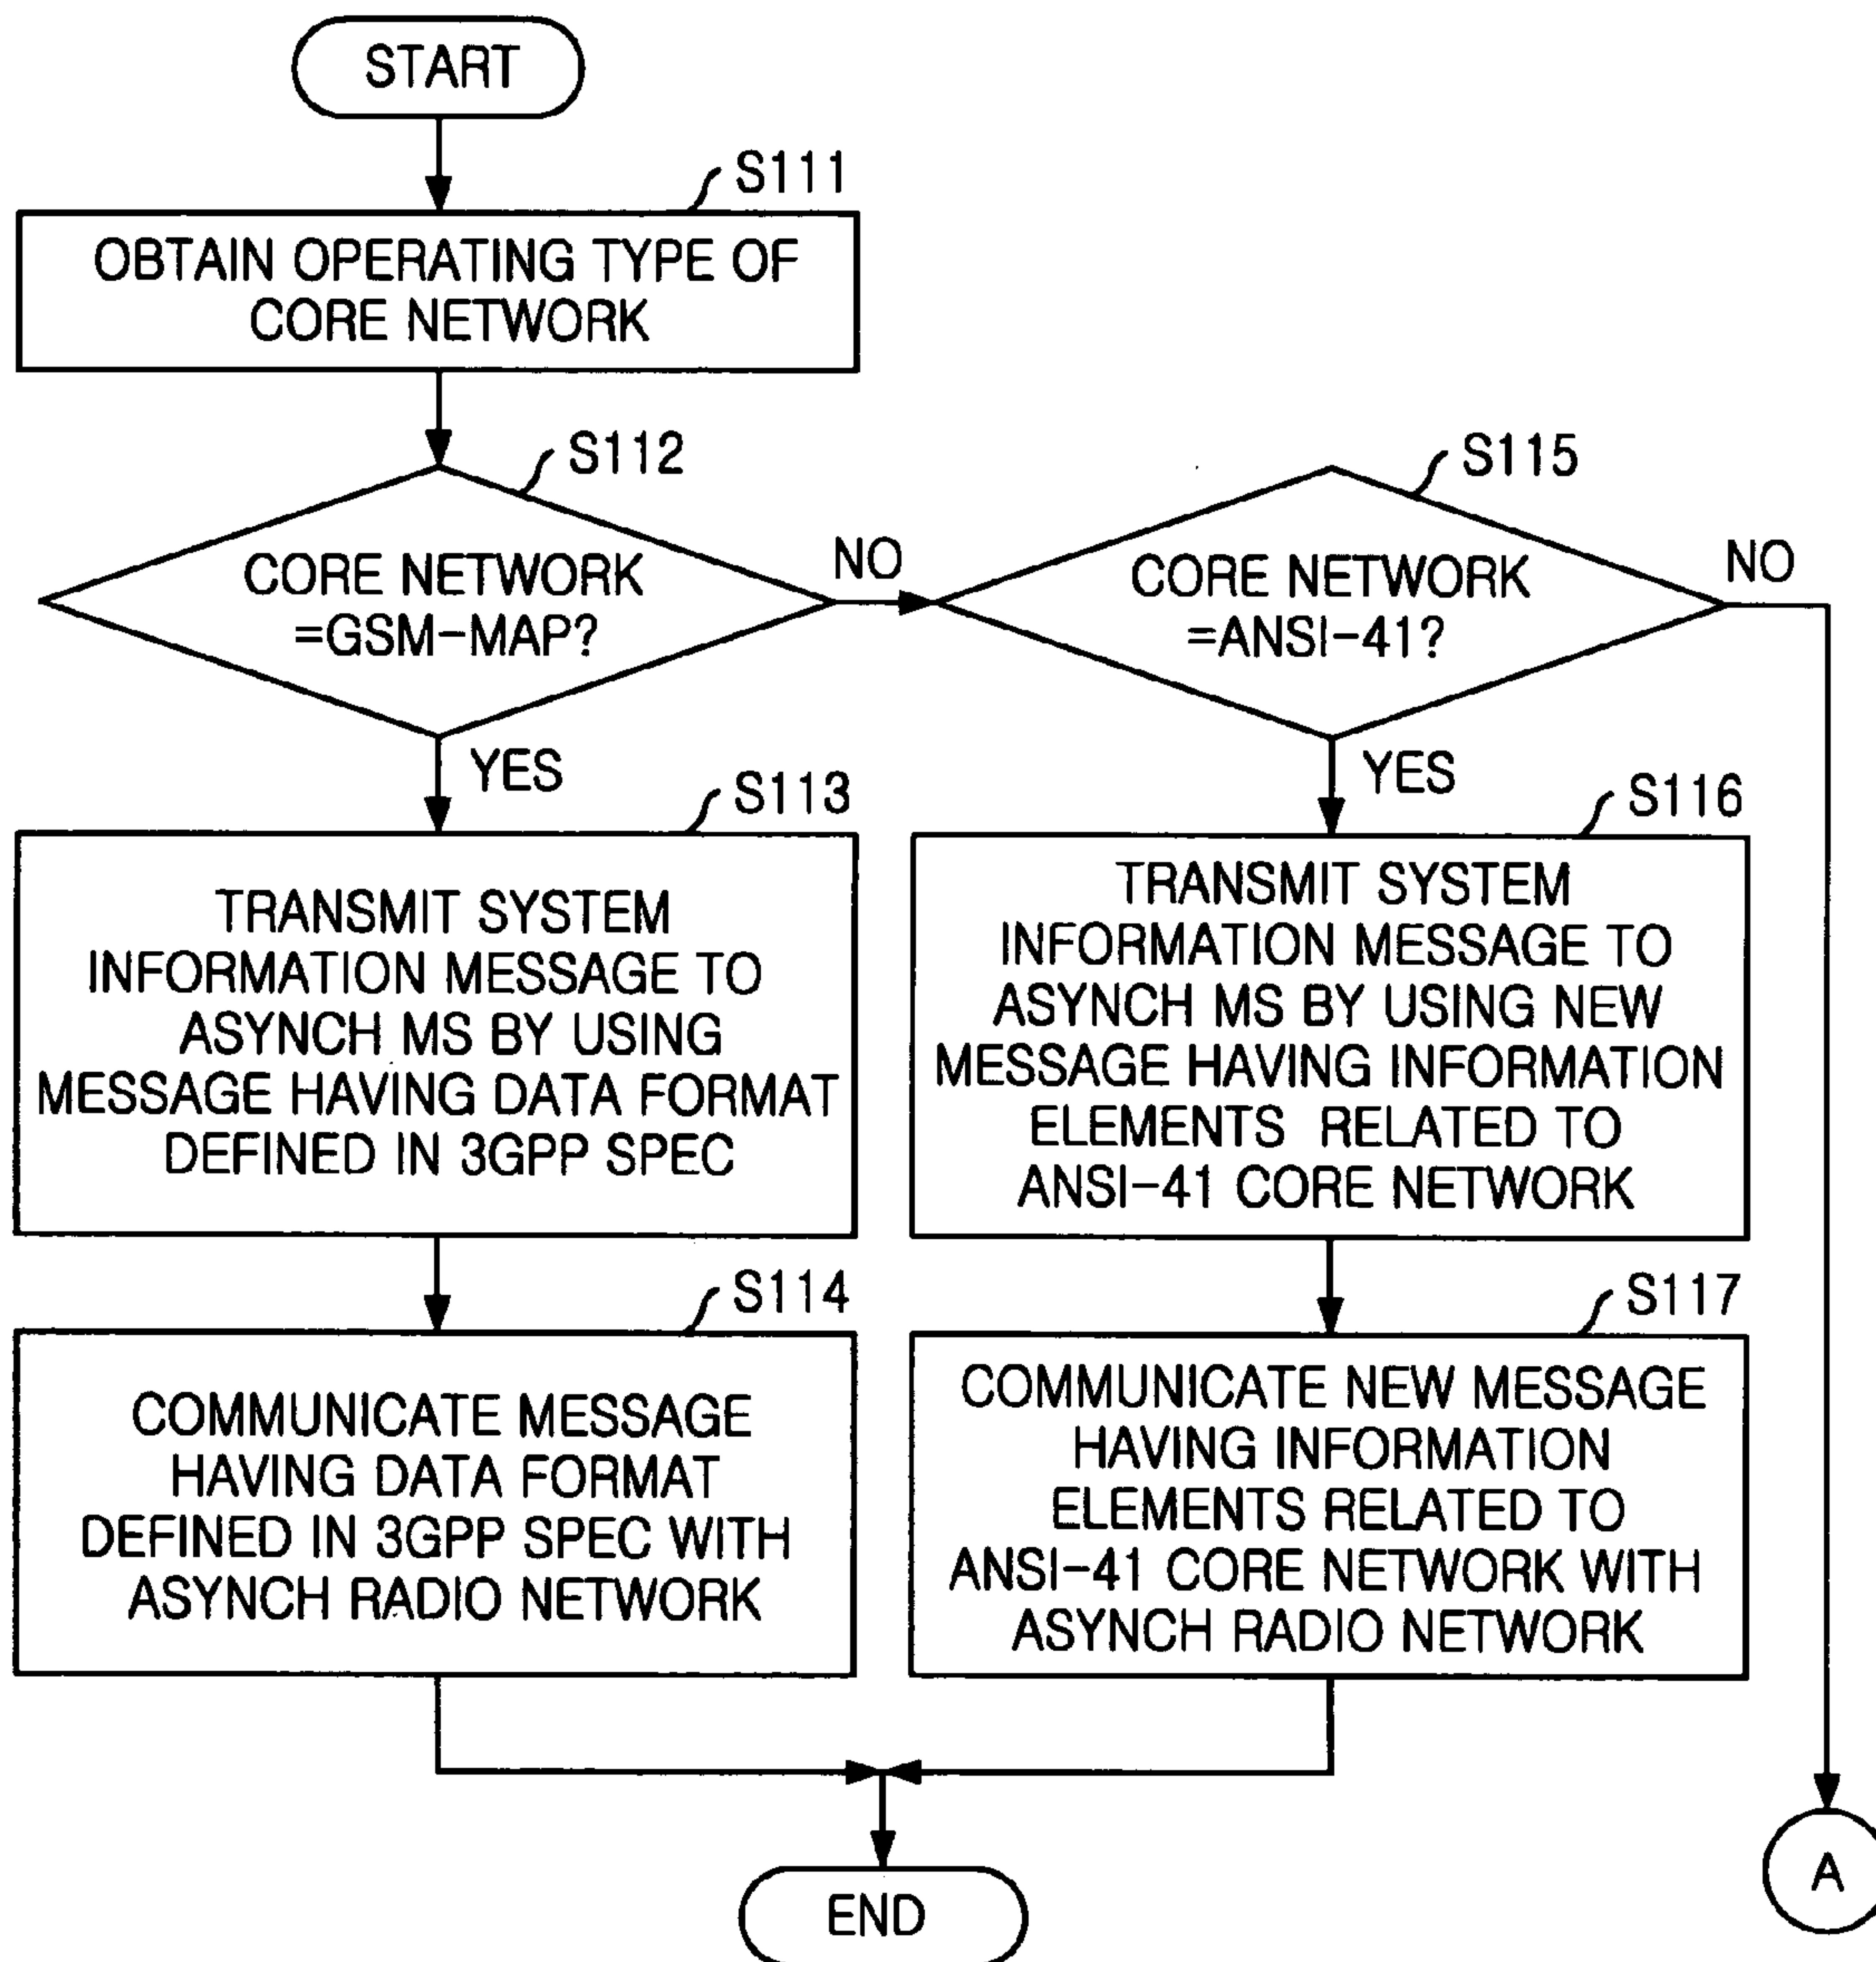 START
S111
OBTAIN OPERATING TYPE OF
CORE NETWORK
S112
CORE NETWORK
=GSM-MAP?
NO
YES
S115
CORE NETWORK
=ANSI-41?
NO
YES
S113
TRANSMIT SYSTEM
INFORMATION MESSAGE TO
ASYNCH MS BY USING
MESSAGE HAVING DATA FORMAT
DEFINED IN 3GPP SPEC
S116
TRANSMIT SYSTEM
INFORMATION MESSAGE TO
ASYNCH MS BY USING NEW
MESSAGE HAVING INFORMATION
ELEMENTS RELATED TO
ANSI-41 CORE NETWORK
S114
COMMUNICATE MESSAGE
HAVING DATA FORMAT
DEFINED IN 3GPP SPEC WITH
ASYNCH RADIO NETWORK
S117
COMMUNICATE NEW MESSAGE
HAVING INFORMATION
ELEMENTS RELATED TO
ANSI-41 CORE NETWORK WITH
ASYNCH RADIO NETWORK
END
A